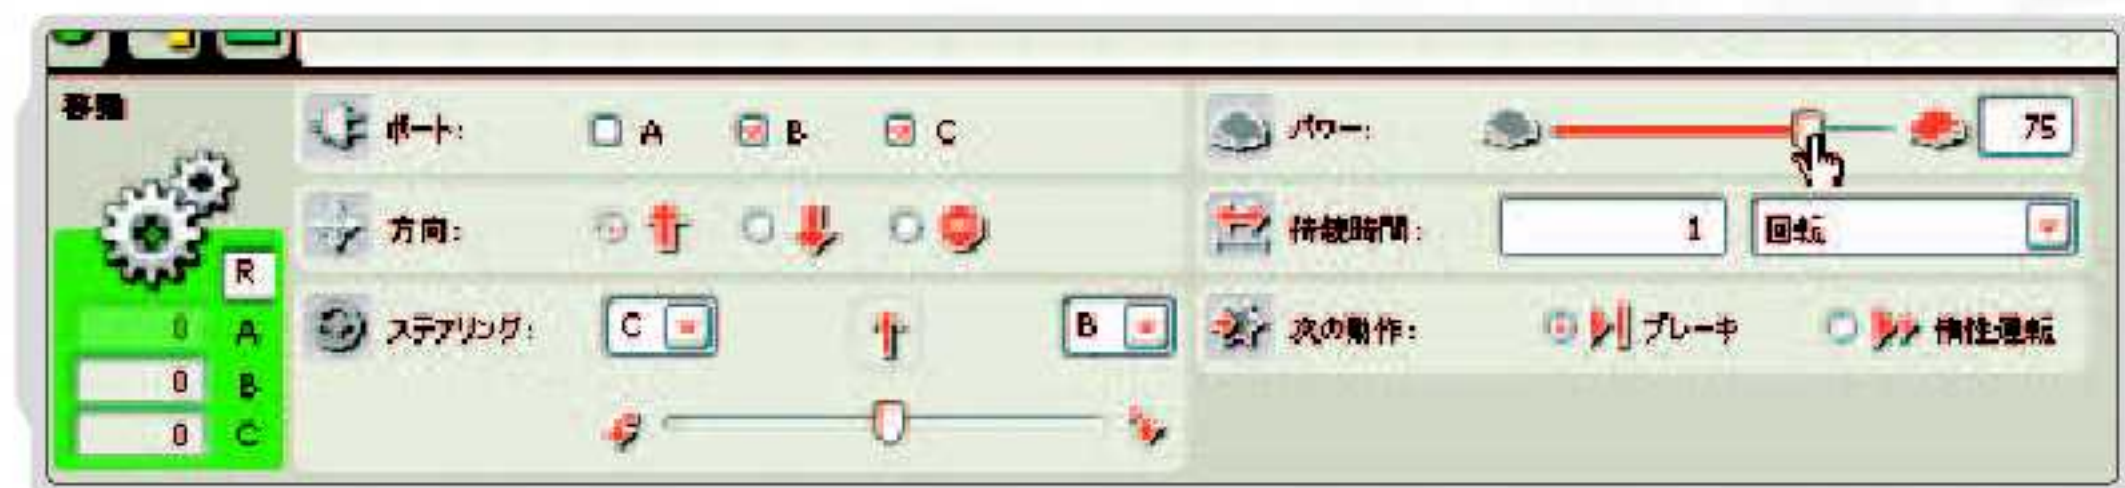 移動
ポート: A B C
パワー: 75
方向:
持続時間: 1 回転
R
ステアリング: C B
次の動作: ブレーキ 惰性運転
0 A
0 B
0 C